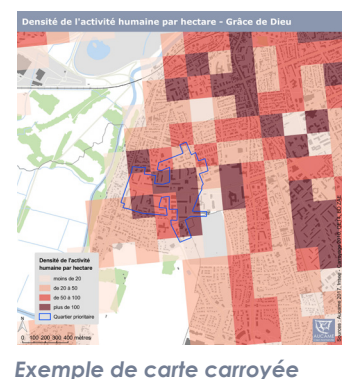 Densité de l'activité humaine par hectare - Grâce de Dieu
Densité de l'activité
humaine par hectare
moins de 20
de 20 à 50
de 50 à 100
plus de 100
Quartier prioritaire
N
0 100 200 300 400 mètres
AUCAME
Exemple de carte carroyée